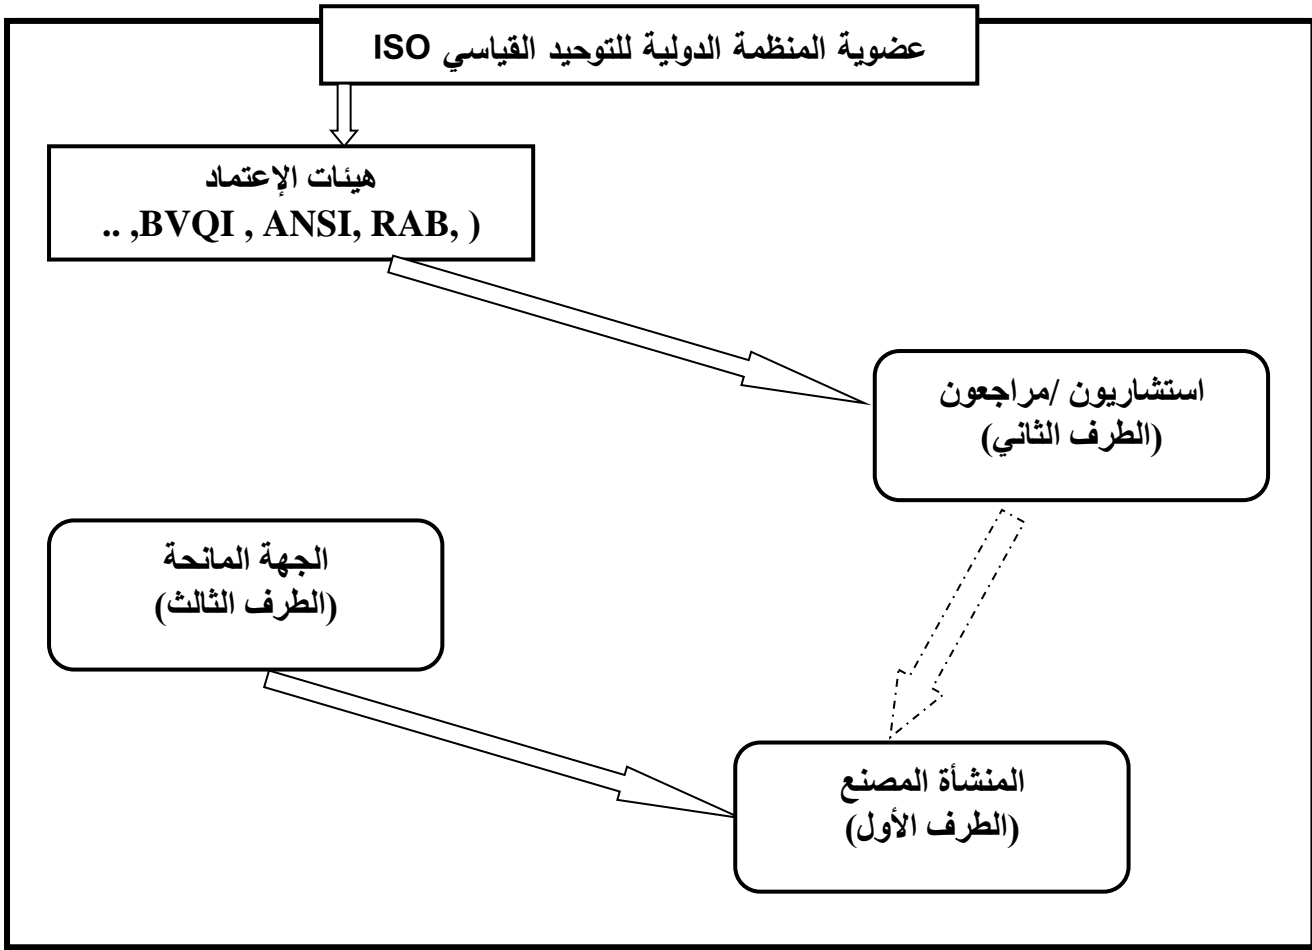 عضوية المنظمة الدولية للتوحيد القياسي ISO
هيئات الإعتماد
.. ,BVQI , ANSI, RAB, )
استشاريون /مراجعون
(الطرف الثاني)
الجهة المانحة
(الطرف الثالث)
المنشأة المصنع
(الطرف الأول)